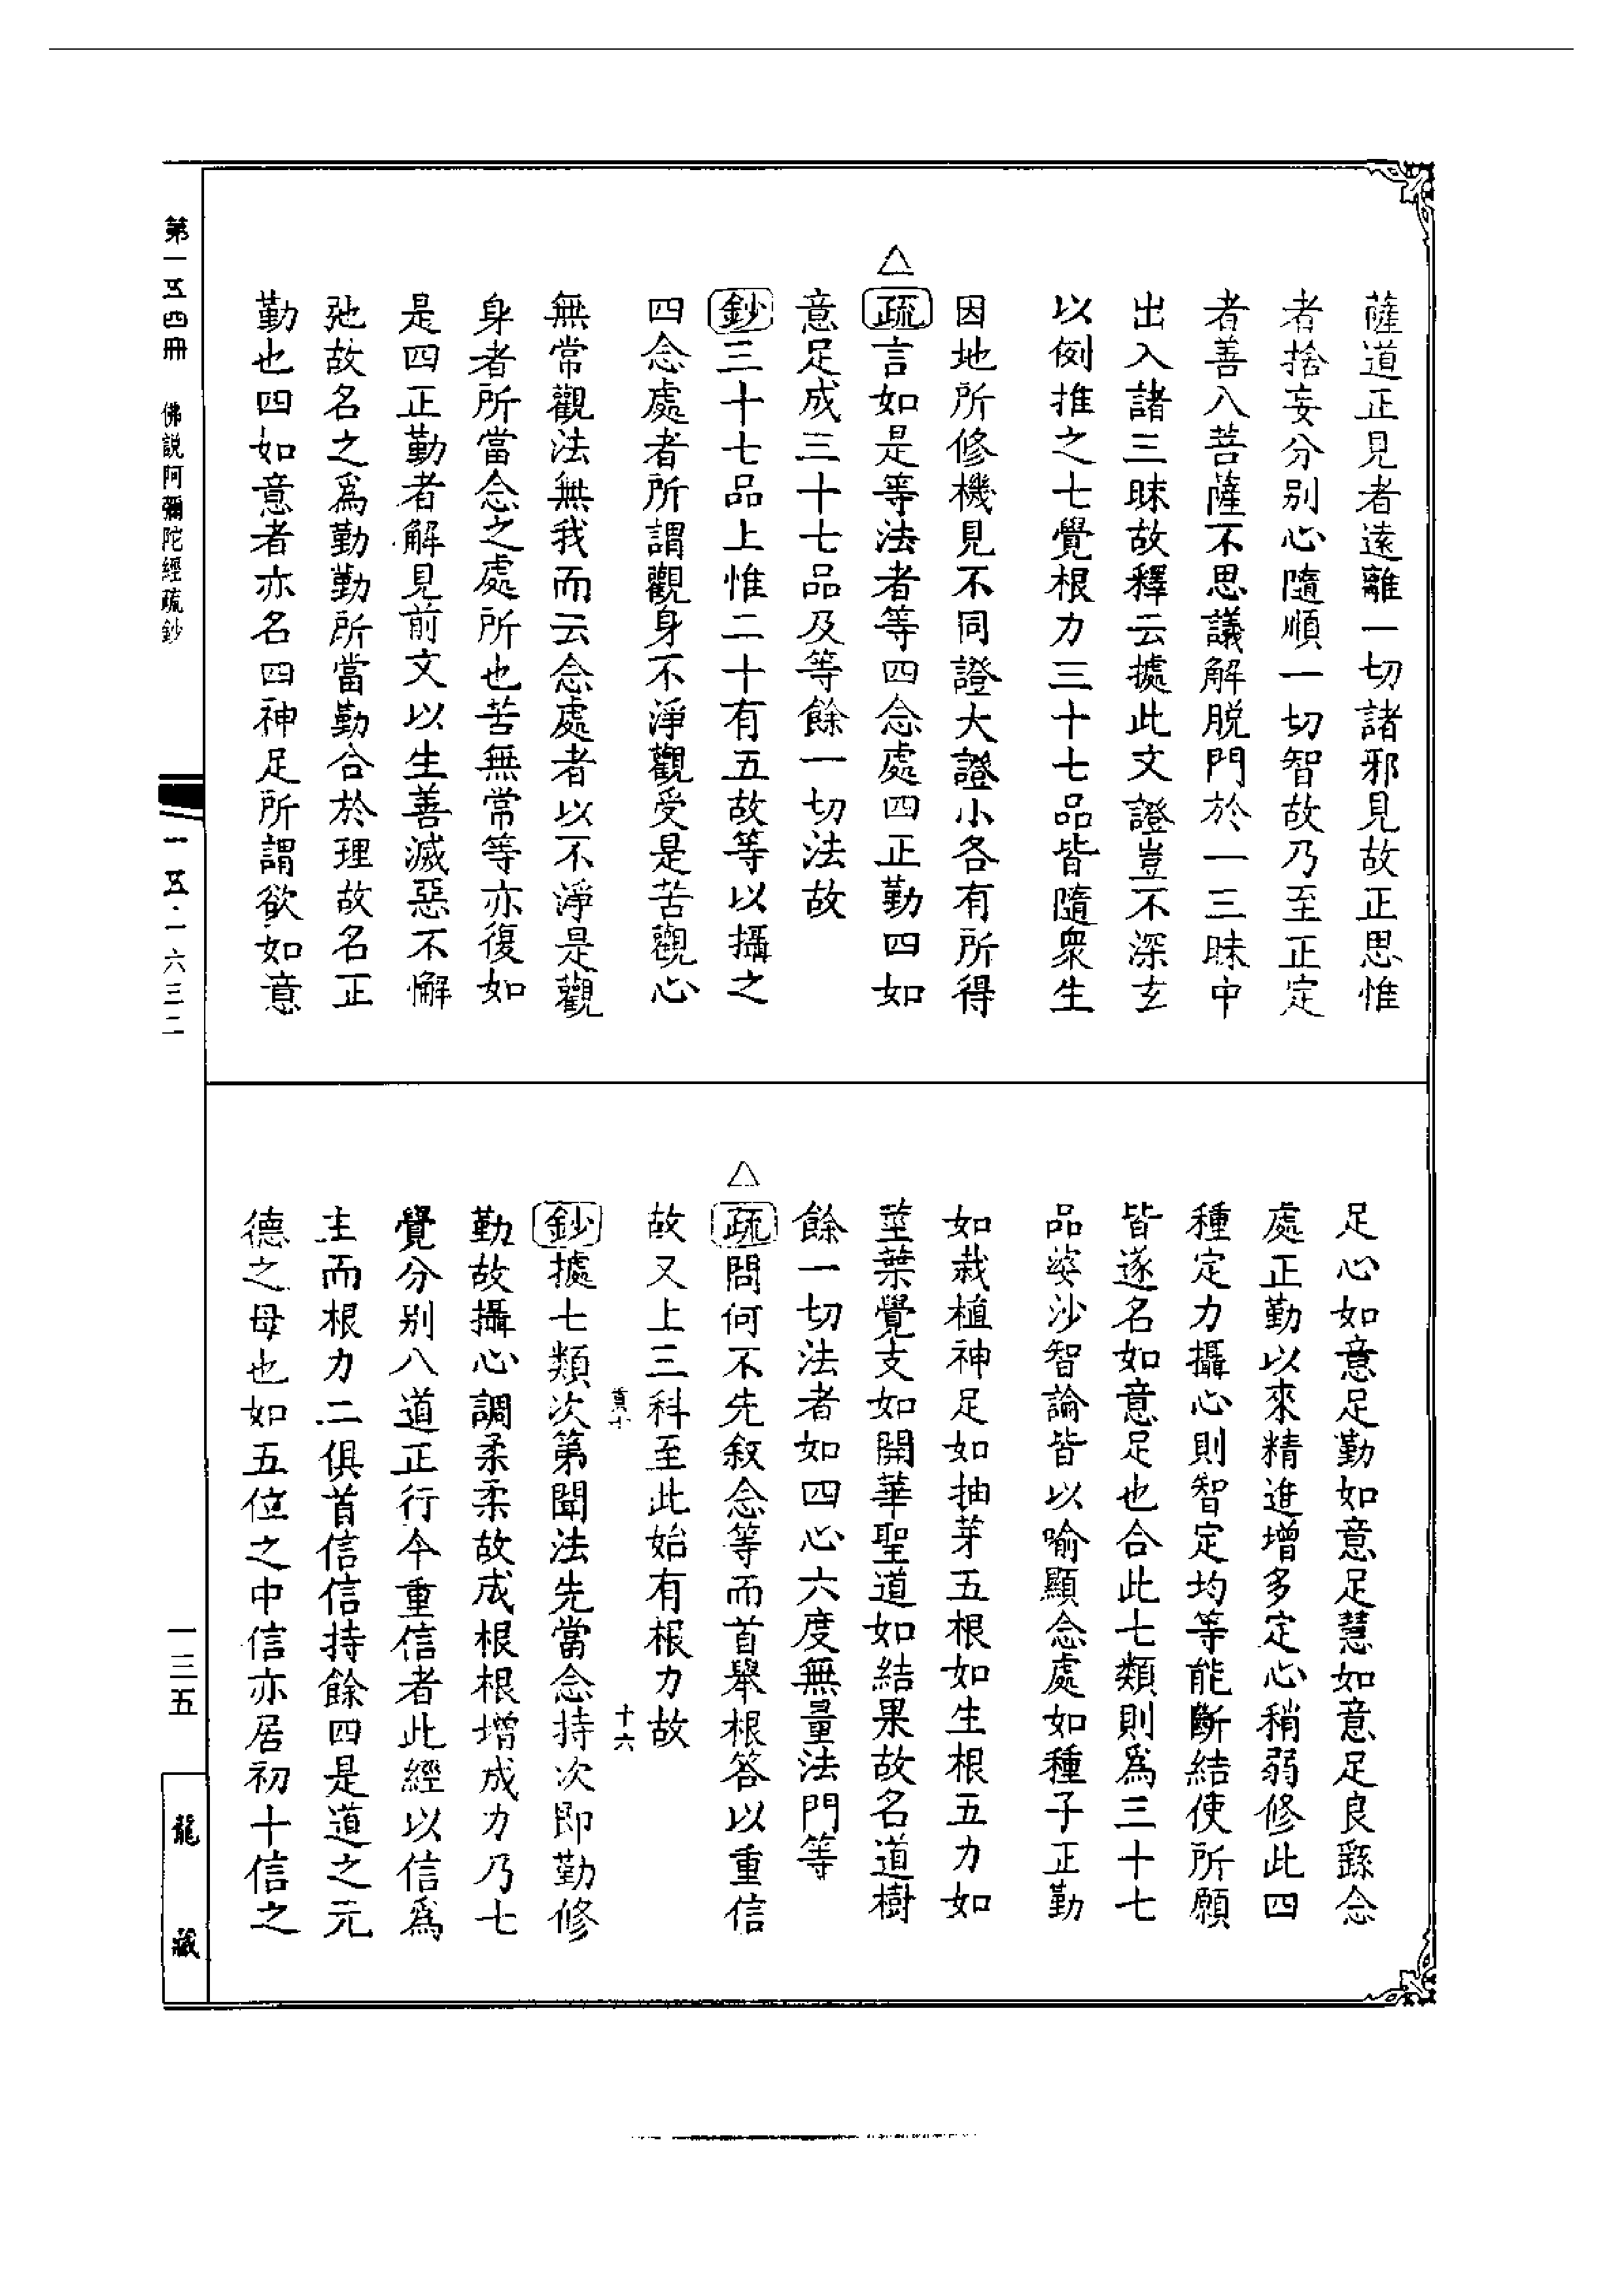 薩道正見者遠離一切諸邪見故正思惟
者捨妄分别心隨順一切智故乃至正定
者善入菩薩不思議解脱門於一三昧中
出入諸三昧故釋云據此文證豈不深玄
以例推之七覺根力三十七品皆隨衆生
因地所修機見不同證大證小各有所得
△疏言如是等法者等四念處四正勤四如
意足成三十七品及等餘一切法故
鈔三十七品上惟二十有五故等以攝之
四念處者所謂觀身不淨觀受是苦觀心
無常觀法無我而云念處者以不淨是觀
身者所當念之處所也苦無常等亦復如
是四正勤者解見前文以生善滅惡不懈
弛故名之爲勤勤所當勤合於理故名正
勤也四如意者亦名四神足所謂欲如意
足心如意足勤如意足慧如意足良繇念
處正勤以來精進增多定心稍弱修此四
種定力攝心則智定均等能斷結使所願
皆遂名如意足也合此七類則爲三十七
品婆沙智論皆以喻顯念處如種子正勤
如栽植神足如抽芽五根如生根五力如
莖葉覺支如開華聖道如結果故名道樹
餘一切法者如四心六度無量法門等
△疏問何不先叙念等而首舉根答以重信
故又上三科至此始有根力故
十六
鈔據七類次第聞法先當念持次即勤修
勤故攝心調柔柔故成根根增成力乃七
覺分别八道正行今重信者此經以信爲
主而根力二俱首信信持餘四是道之元
德之母也如五位之中信亦居初十信之
第一五四冊 佛説阿彌陀經疏鈔
一五·一六三二
一三五
龍藏